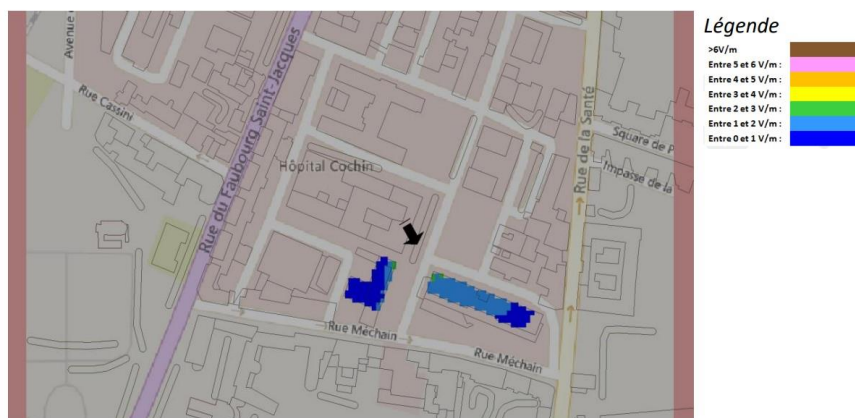 Légende
>6V/m
Entre 5 et 6 V/m :
Entre 4 et 5 V/m :
Entre 3 et 4 V/m :
Entre 2 et 3 V/m :
Entre 1 et 2 V/m :
Entre 0 et 1 V/m :
Avenue
Rue Cassini
Rue du Faubourg Saint-Jacques
Hôpital Cochin
Rue de la Santé
Square de P
Impasse de la
Rue Méchain
Rue Méchain